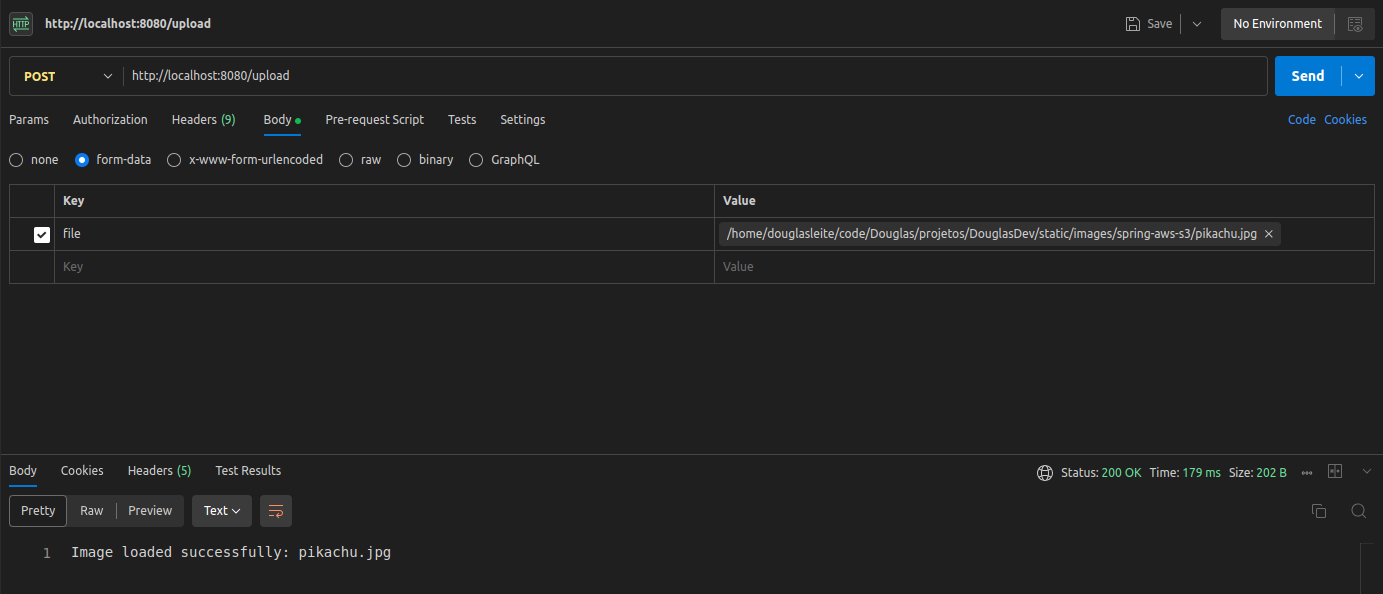 HTTP http://localhost:8080/upload Save No Environment
POST http://localhost:8080/upload Send
Params Authorization Headers (9) Body Pre-request Script Tests Settings Code Cookies
none form-data x-www-form-urlencoded raw binary GraphQL
Key Value
file /home/douglasleite/code/Douglas/projetos/DouglasDev/static/images/spring-aws-s3/pikachu.jpg
Key Value
Body Cookies Headers (5) Test Results Status: 200 OK Time: 179 ms Size: 202 B
Pretty Raw Preview Text
1 Image loaded successfully: pikachu.jpg